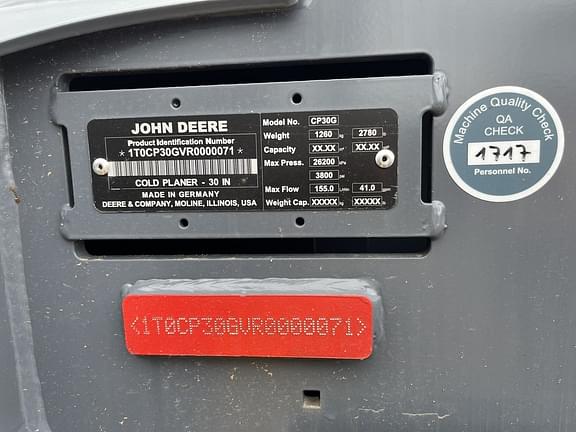 JOHN DEERE
Product Identification Number
*1T0CP30GVR0000071*
COLD PLANER - 30 IN
MADE IN GERMANY
DEERE & COMPANY, MOLINE, ILLINOIS, USA
Model No. CP30G
Weight 1260 kg 2780 lb
Capacity XX.XX XX.XX
Max Press. 26200
3800
Max Flow 155.0 41.0
Weight Cap. XXXXX XXXXX
Machine Quality Check
QA
CHECK
1717
Personnel No.
<1T0CP30GVR0000071>